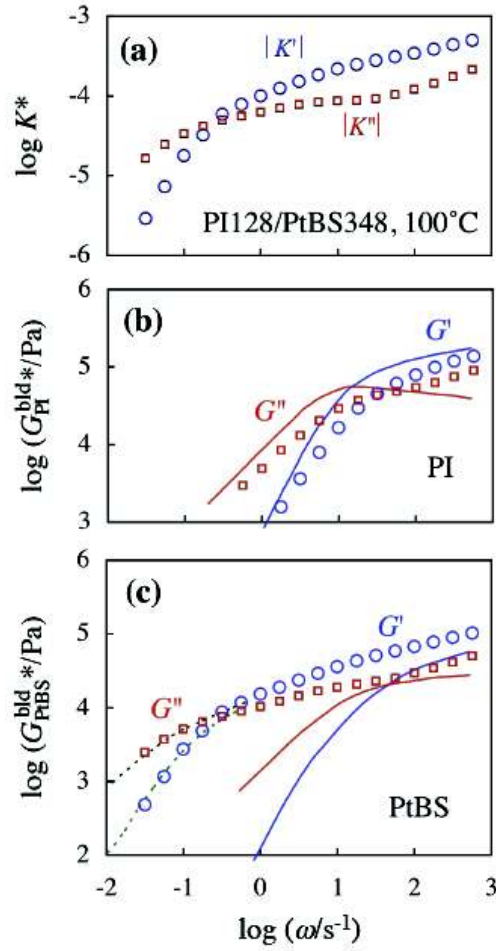 (a)
|K'|
|K"|
PI128/PtBS348, 100°C
log K*
-3
-4
-5
-6
(b)
G'
G"
PI
log (G_PI^bld*/Pa)
6
5
4
3
(c)
G'
G"
PtBS
log (G_PtBS^bld*/Pa)
6
5
4
3
2
-2 -1 0 1 2 3
log (ω/s⁻¹)